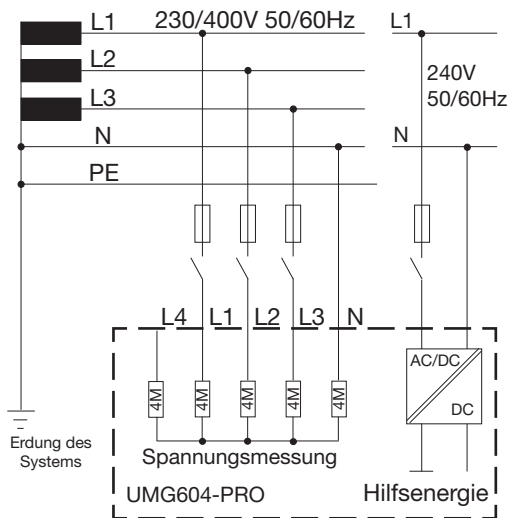 L1 230/400V 50/60Hz
L2
L3
N
PE
L1
240V
50/60Hz
N
L4 L1 L2 L3 N
4M 4M 4M 4M 4M
AC/DC
DC
Erdung des
Systems
Spannungsmessung
UMG604-PRO
Hilfsenergie